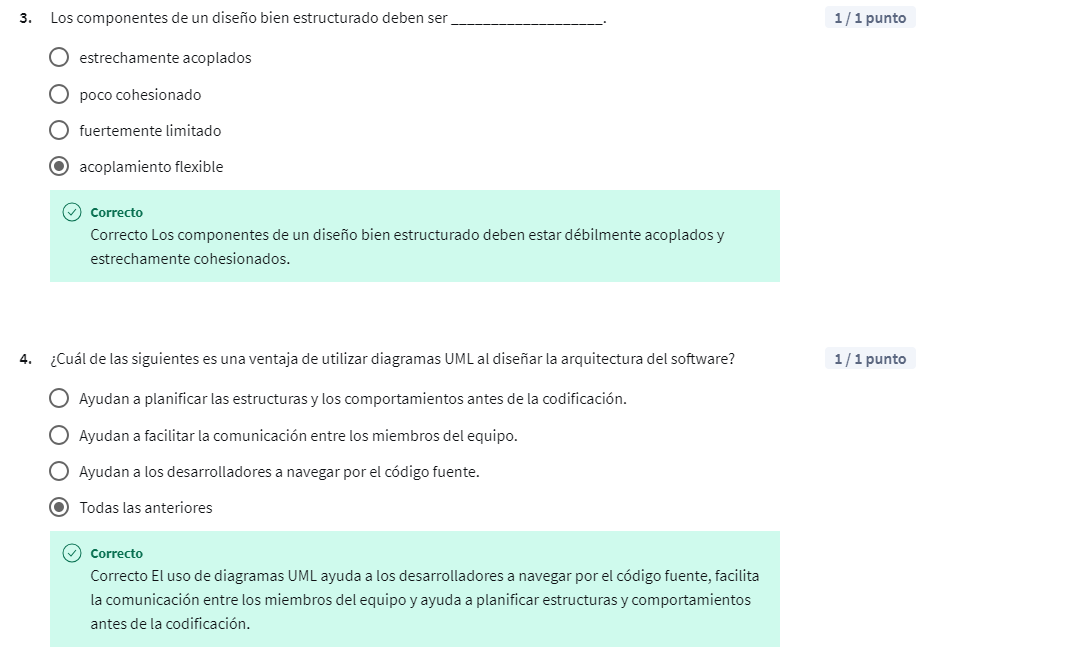 3. Los componentes de un diseño bien estructurado deben ser ____________________. 1 / 1 punto
estrechamente acoplados
poco cohesionado
fuertemente limitado
acoplamiento flexible
Correcto
Correcto Los componentes de un diseño bien estructurado deben estar débilmente acoplados y
estrechamente cohesionados.
4. ¿Cuál de las siguientes es una ventaja de utilizar diagramas UML al diseñar la arquitectura del software? 1 / 1 punto
Ayudan a planificar las estructuras y los comportamientos antes de la codificación.
Ayudan a facilitar la comunicación entre los miembros del equipo.
Ayudan a los desarrolladores a navegar por el código fuente.
Todas las anteriores
Correcto
Correcto El uso de diagramas UML ayuda a los desarrolladores a navegar por el código fuente, facilita
la comunicación entre los miembros del equipo y ayuda a planificar estructuras y comportamientos
antes de la codificación.